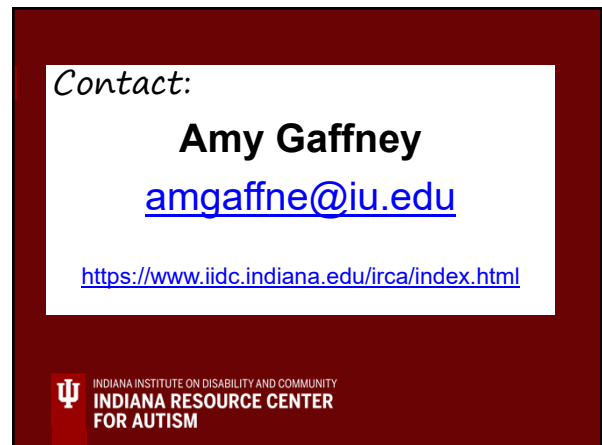 Contact:
Amy Gaffney
amgaffne@iu.edu
https://www.iidc.indiana.edu/irca/index.html
INDIANA INSTITUTE ON DISABILITY AND COMMUNITY
INDIANA RESOURCE CENTER
FOR AUTISM